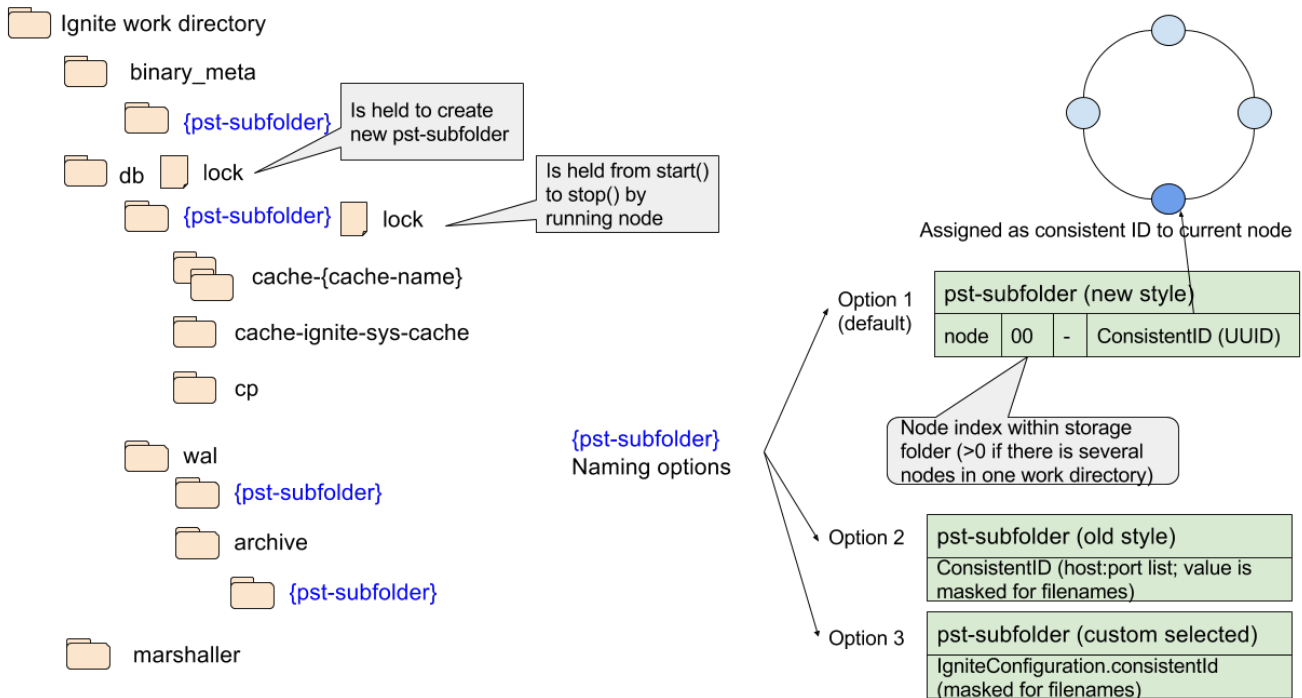 Ignite work directory
binary_meta
{pst-subfolder}
Is held to create
new pst-subfolder
db
lock
Is held from start()
to stop() by
running node
{pst-subfolder}
lock
cache-{cache-name}
cache-ignite-sys-cache
cp
wal
{pst-subfolder}
archive
{pst-subfolder}
marshaller
{pst-subfolder}
Naming options
Assigned as consistent ID to current node
Option 1
(default)
pst-subfolder (new style)
node
00
-
ConsistentID (UUID)
Node index within storage
folder (>0 if there is several
nodes in one work directory)
Option 2
pst-subfolder (old style)
ConsistentID (host:port list; value is
masked for filenames)
Option 3
pst-subfolder (custom selected)
IgniteConfiguration.consistentId
(masked for filenames)